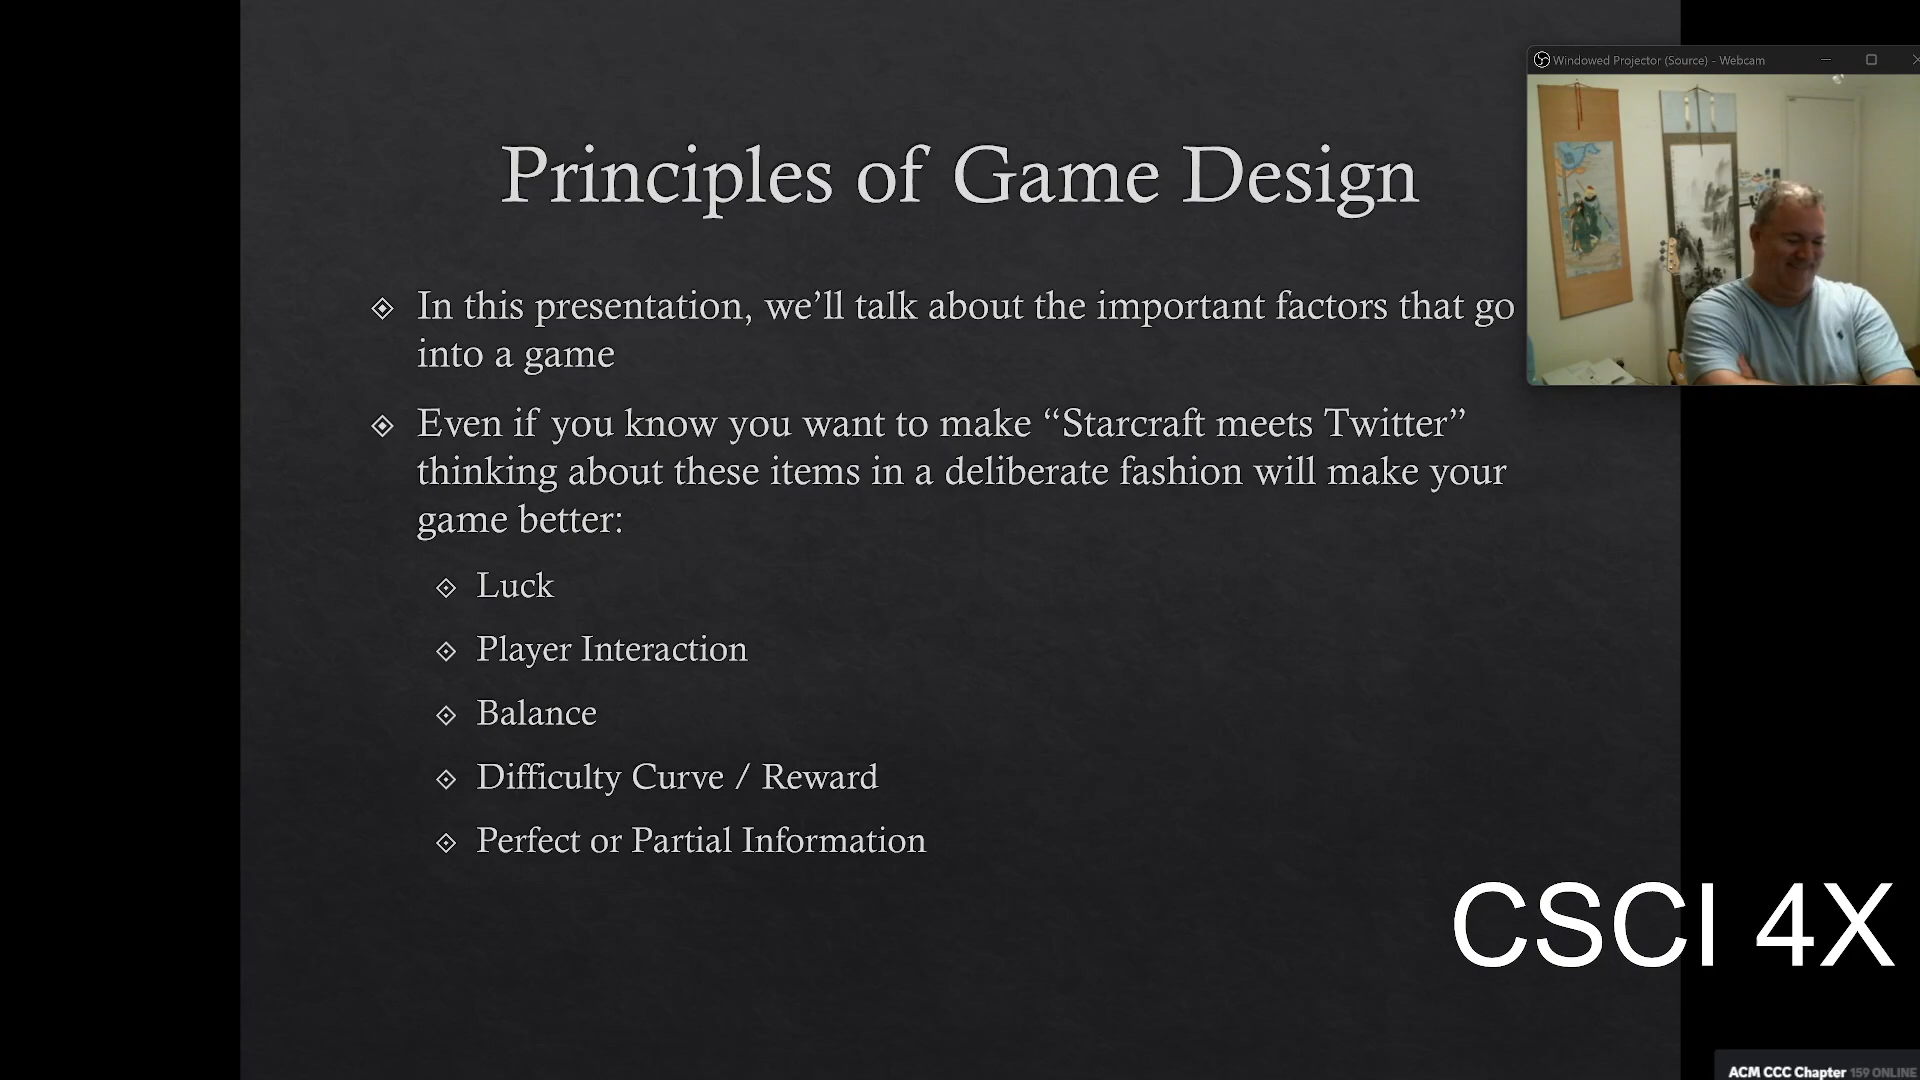 Windowed Projector (Source) - Webcam
Principles of Game Design
In this presentation, we’ll talk about the important factors that go
into a game
Even if you know you want to make “Starcraft meets Twitter”
thinking about these items in a deliberate fashion will make your
game better:
Luck
Player Interaction
Balance
Difficulty Curve / Reward
Perfect or Partial Information
CSCI 4X
ACM CCC Chapter 159 ONLINE